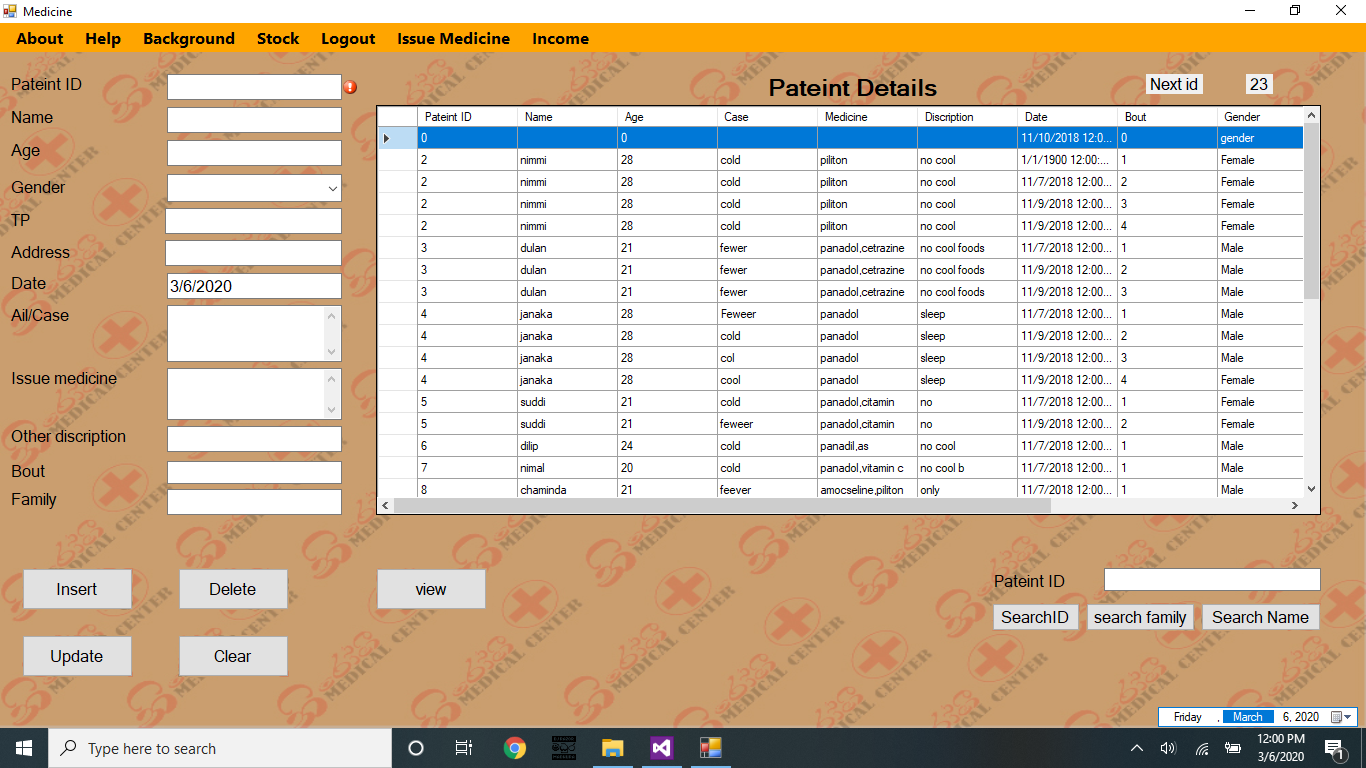 Medicine
About Help Background Stock Logout Issue Medicine Income
Pateint ID
Name
Age
Gender
TP
Address
Date 3/6/2020
Ail/Case
Issue medicine
Other discription
Bout
Family
Pateint Details
Next id 23
Pateint ID Name Age Case Medicine Discription Date Bout Gender
0 0 11/10/2018 12:0... 0 gender
2 nimmi 28 cold piliton no cool 1/1/1900 12:00:... 1 Female
2 nimmi 28 cold piliton no cool 11/7/2018 12:00... 2 Female
2 nimmi 28 cold piliton no cool 11/9/2018 12:00... 3 Female
2 nimmi 28 cold piliton no cool 11/9/2018 12:00... 4 Female
3 dulan 21 fewer panadol,cetrazine no cool foods 11/7/2018 12:00... 1 Male
3 dulan 21 fewer panadol,cetrazine no cool foods 11/9/2018 12:00... 2 Male
3 dulan 21 fewer panadol,cetrazine no cool foods 11/9/2018 12:00... 3 Male
4 janaka 28 Feweer panadol sleep 11/7/2018 12:00... 1 Male
4 janaka 28 cold panadol sleep 11/9/2018 12:00... 2 Male
4 janaka 28 col panadol sleep 11/9/2018 12:00... 3 Male
4 janaka 28 cool panadol sleep 11/9/2018 12:00... 4 Female
5 suddi 21 cold panadol,citamin no 11/7/2018 12:00... 1 Female
5 suddi 21 feweer panadol,citamin no 11/9/2018 12:00... 2 Female
6 dilip 24 cold panadil,as no cool 11/7/2018 12:00... 1 Male
7 nimal 20 cold panadol,vitamin c no cool b 11/7/2018 12:00... 1 Male
8 chaminda 21 feever amocseline,piliton only 11/7/2018 12:00... 1 Male
Insert Delete view
Update Clear
Pateint ID
SearchID search family Search Name
MEDICAL CENTER
Friday , March 6, 2020
Type here to search
12:00 PM
3/6/2020
1